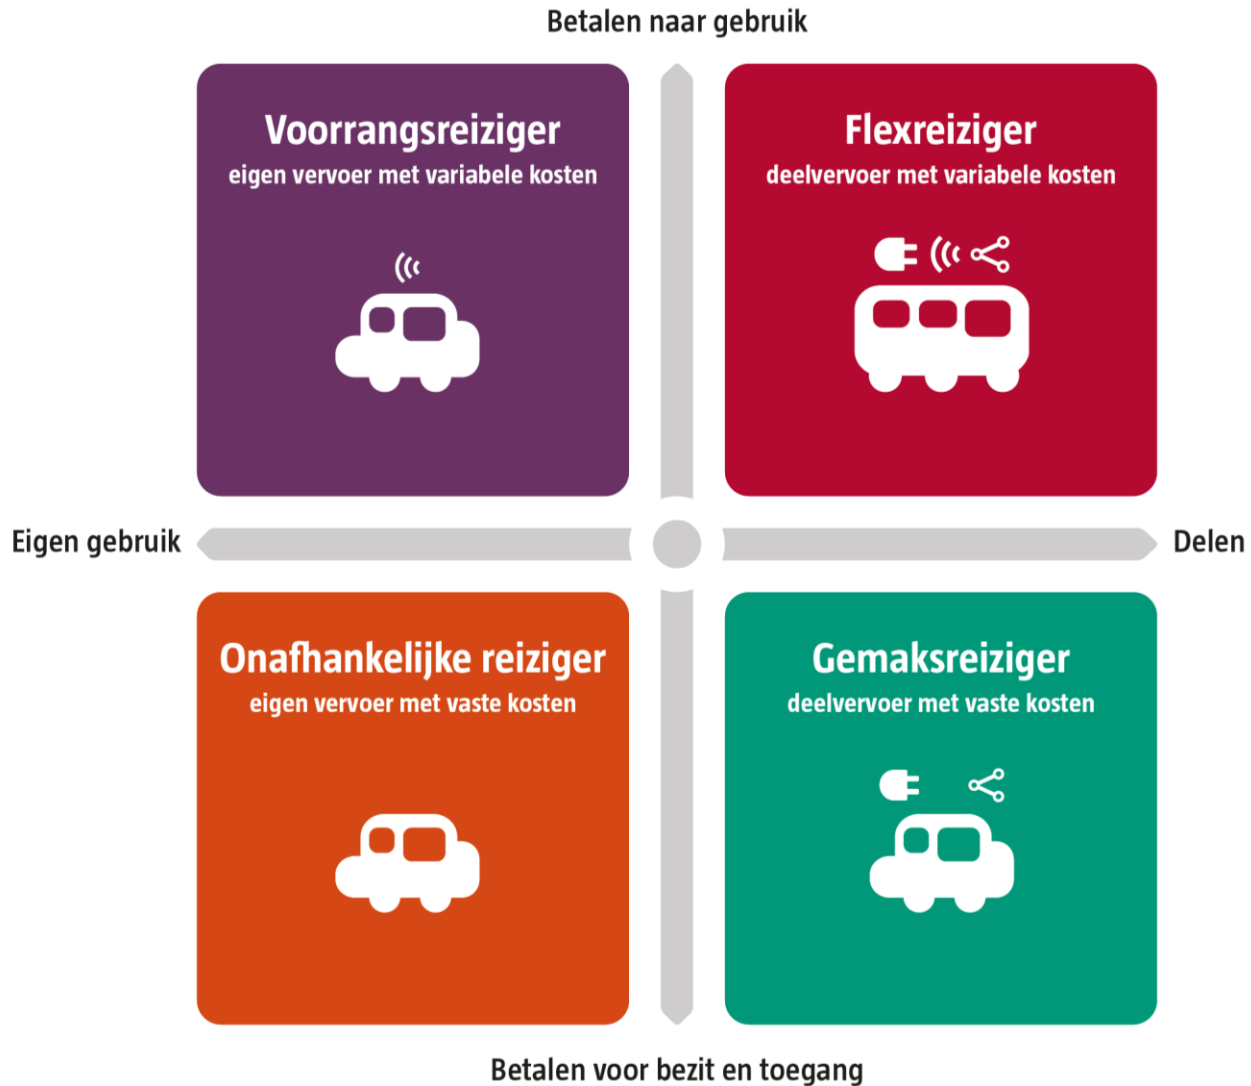 Betalen naar gebruik
Voorrangsreiziger
eigen vervoer met variabele kosten
Flexreiziger
deelvervoer met variabele kosten
Eigen gebruik
Delen
Onafhankelijke reiziger
eigen vervoer met vaste kosten
Gemaksreiziger
deelvervoer met vaste kosten
Betalen voor bezit en toegang